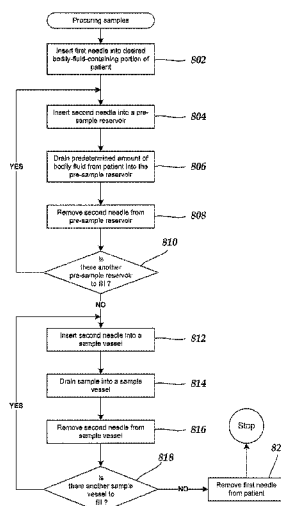 Procuring samples
Insert first needle into desired
bodily-fluid-containing portion of
patient
802
Insert second needle into a pre-
sample reservoir
804
YES
Drain predetermined amount of
bodily fluid from patient into the
pre-sample reservoir
806
Remove second needle from
pre-sample reservoir
808
810
Is
there another
pre-sample reservoir
to fill ?
NO
Insert second needle into a
sample vessel
812
Drain sample into a sample
vessel
814
YES
Remove second needle from
sample vessel
816
Stop
818
82
Is
there another sample
vessel to
fill ?
NO
Remove first needle
from patient